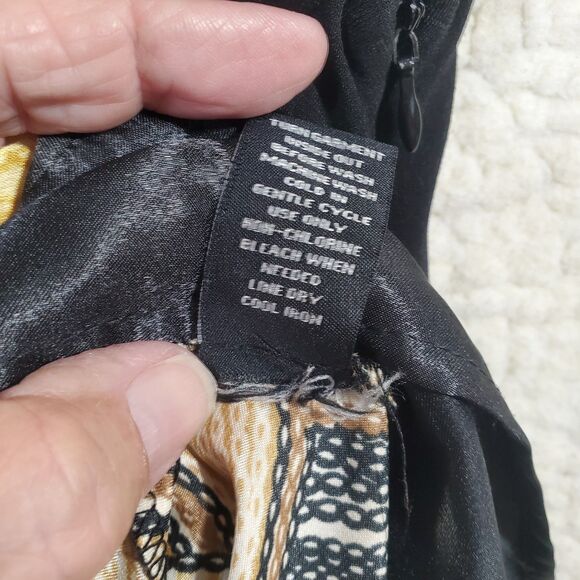 TURN GARMENT
INSIDE OUT
BEFORE WASH
MACHINE WASH
COLD IN
GENTLE CYCLE
USE ONLY
NON-CHLORINE
BLEACH WHEN
NEEDED
LINE DRY
COOL IRON